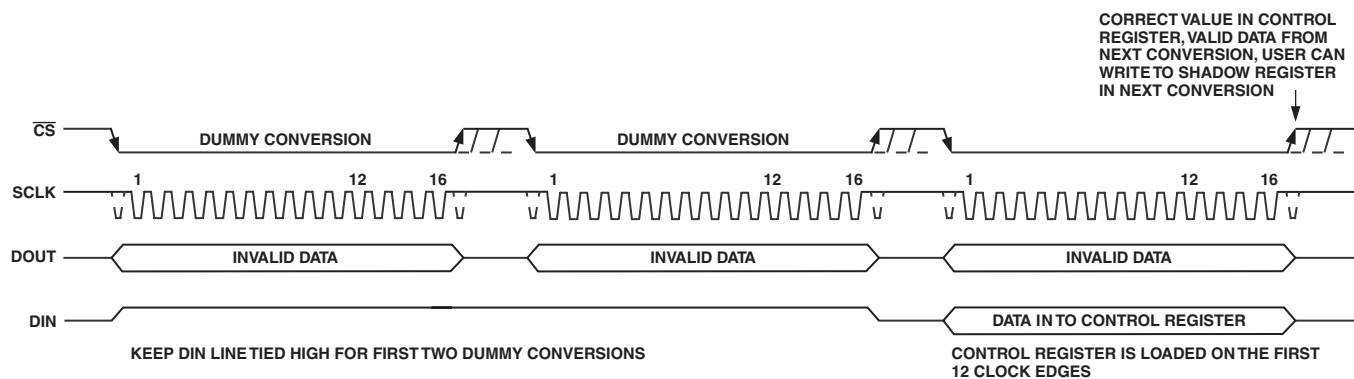 CORRECT VALUE IN CONTROL
REGISTER, VALID DATA FROM
NEXT CONVERSION, USER CAN
WRITE TO SHADOW REGISTER
IN NEXT CONVERSION
CS
DUMMY CONVERSION
DUMMY CONVERSION
SCLK
1 12 16 1 12 16 1 12 16
DOUT
INVALID DATA
INVALID DATA
INVALID DATA
DIN
DATA IN TO CONTROL REGISTER
KEEP DIN LINE TIED HIGH FOR FIRST TWO DUMMY CONVERSIONS
CONTROL REGISTER IS LOADED ON THE FIRST
12 CLOCK EDGES